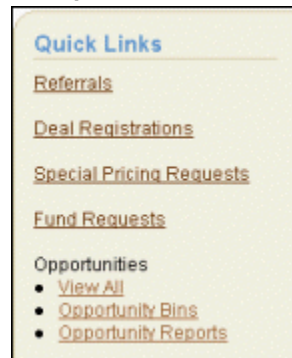 Quick Links
Referrals
Deal Registrations
Special Pricing Requests
Fund Requests
Opportunities
• View All
• Opportunity Bins
• Opportunity Reports